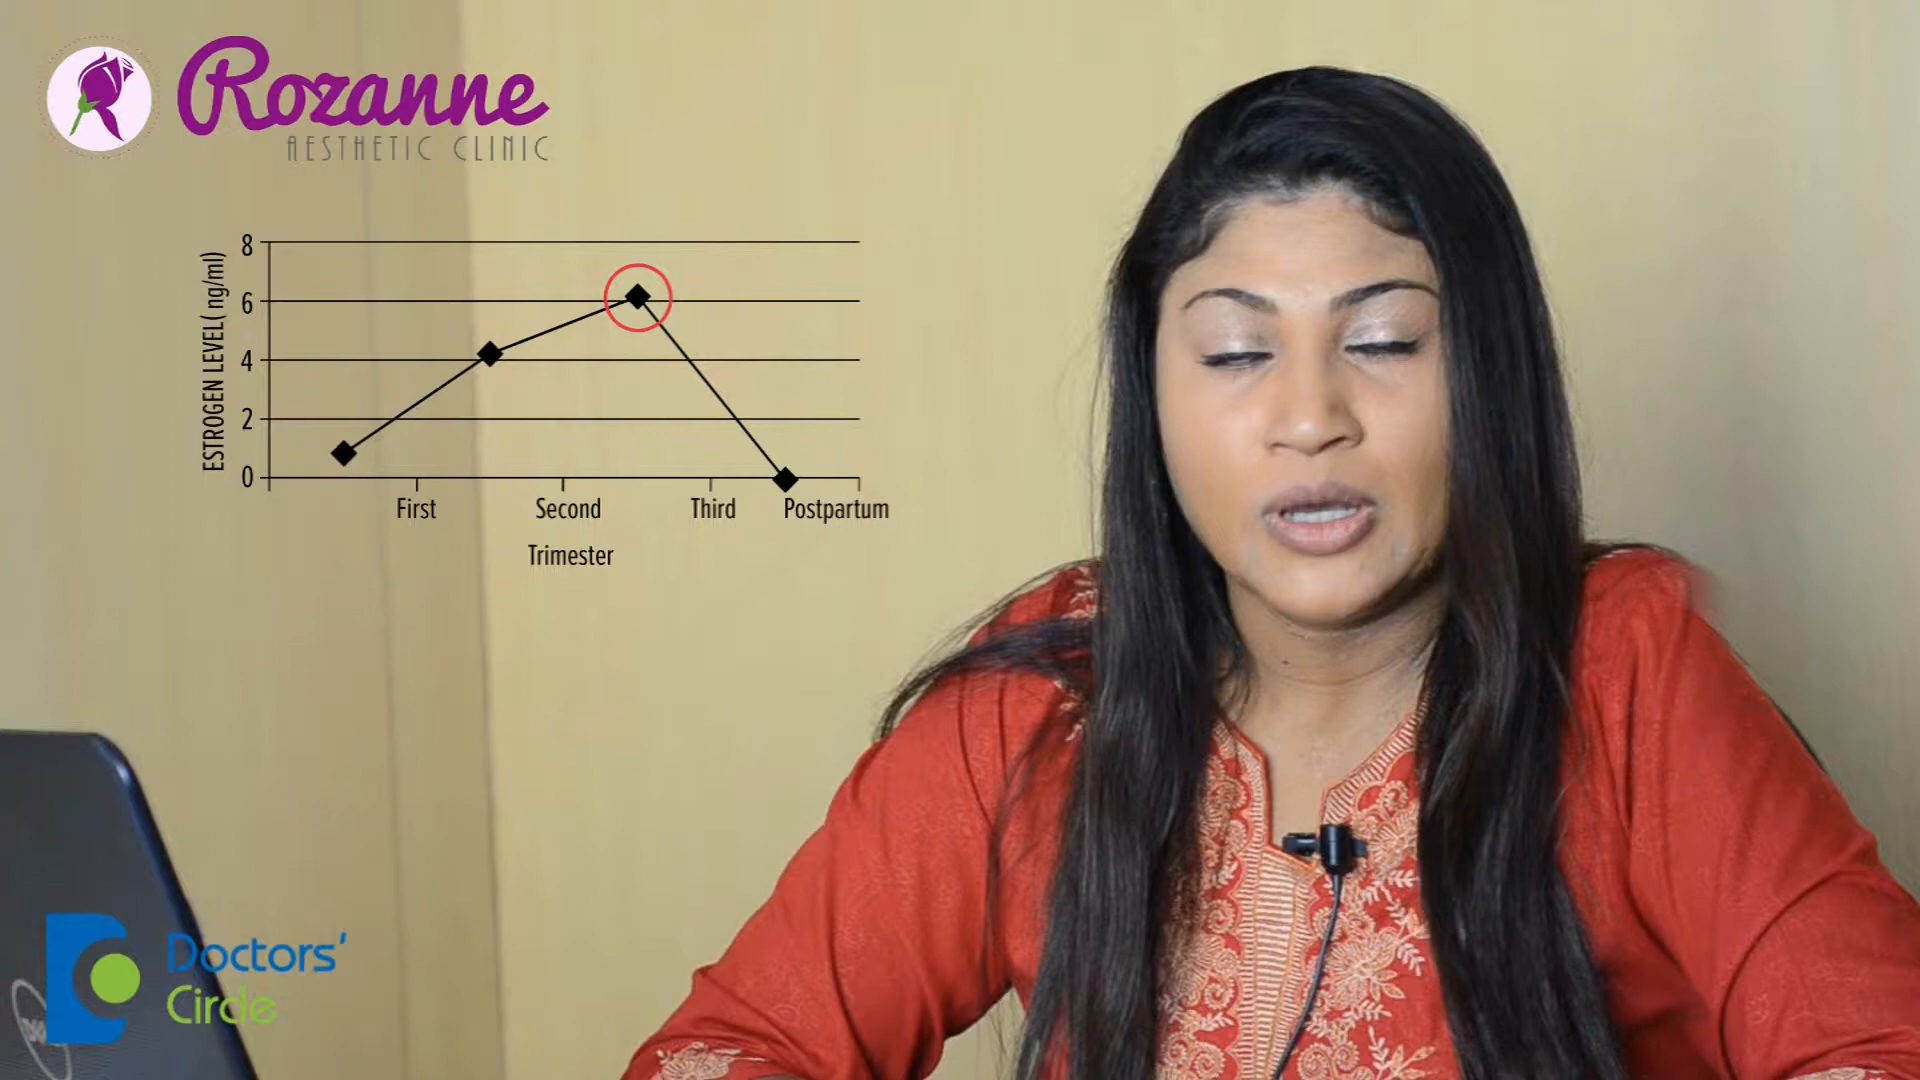 Rozanne
AESTHETIC CLINIC
ESTROGEN LEVEL( ng/ml)
8
6
4
2
0
First Second Third Postpartum
Trimester
Doctors'
Circle